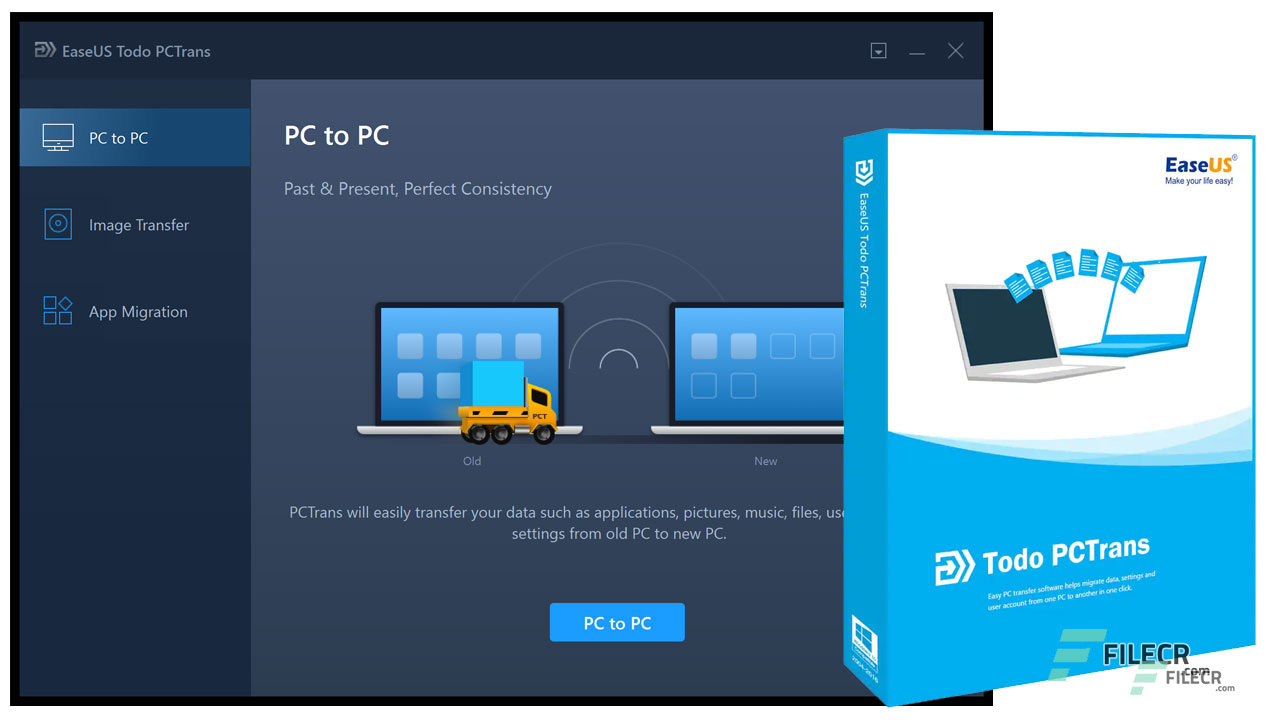 EaseUS Todo PCTrans
PC to PC
Image Transfer
App Migration
PC to PC
Past & Present, Perfect Consistency
PCT
Old
New
PCTrans will easily transfer your data such as applications, pictures, music, files,
settings from old PC to new PC.
PC to PC
EaseUS Todo PCTrans
EaseUS®
Make your life easy!
Todo PCTrans
Easy PC transfer software helps migrate data, settings and
user account from one PC to another in one click.
FILECR
.com
FILECR
.com